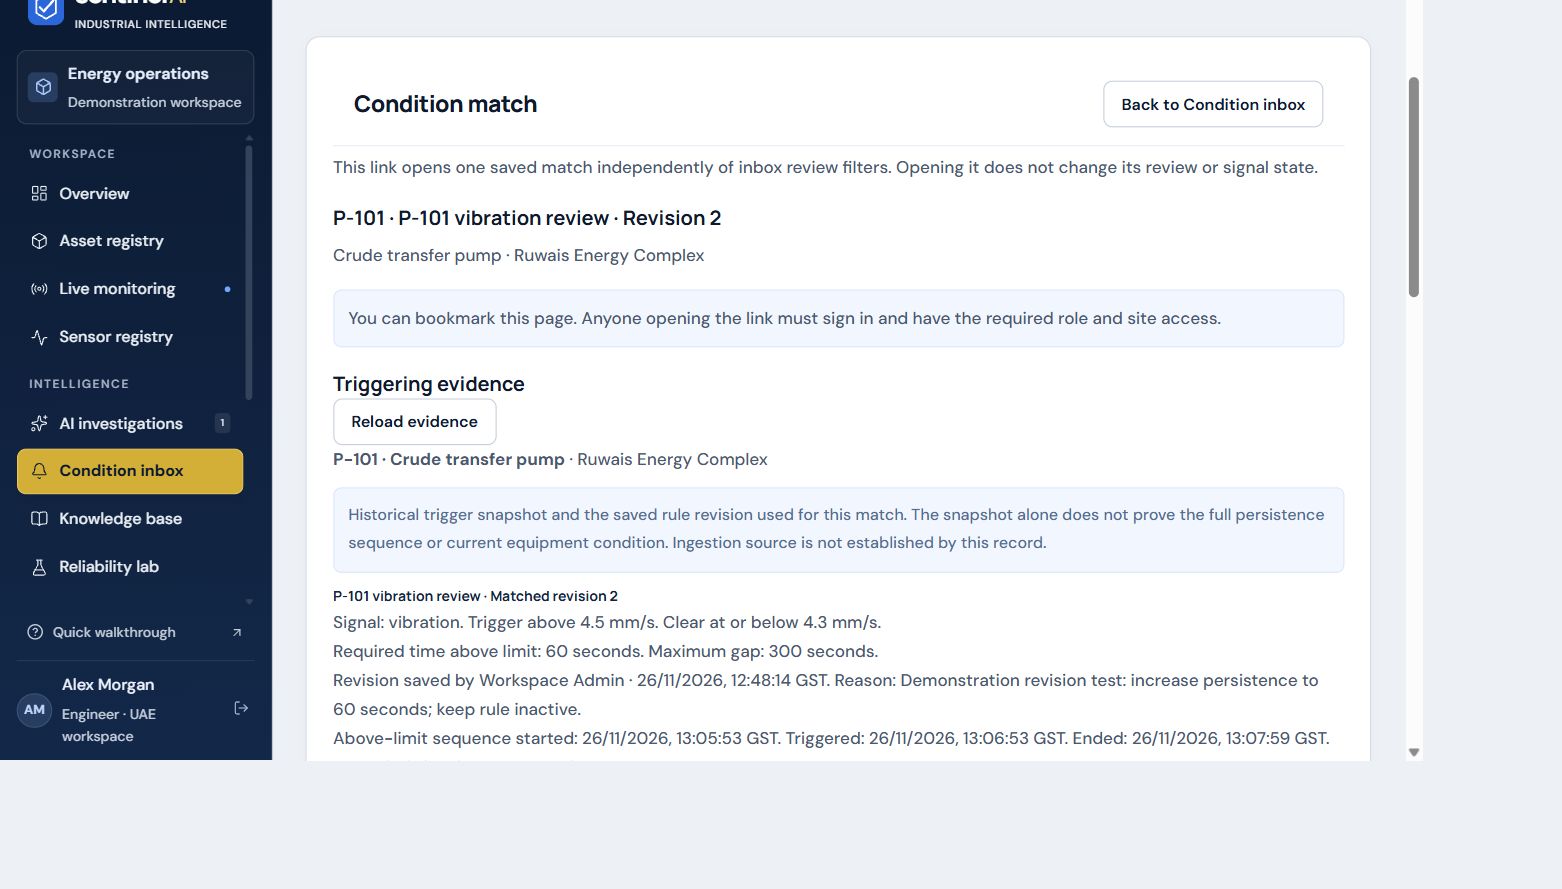 INDUSTRIAL INTELLIGENCE
Energy operations
Demonstration workspace
WORKSPACE
Overview
Asset registry
Live monitoring
Sensor registry
INTELLIGENCE
AI investigations
1
Condition inbox
Knowledge base
Reliability lab
Quick walkthrough
AM
Alex Morgan
Engineer · UAE
workspace
Condition match
Back to Condition inbox
This link opens one saved match independently of inbox review filters. Opening it does not change its review or signal state.
P-101 · P-101 vibration review · Revision 2
Crude transfer pump · Ruwais Energy Complex
You can bookmark this page. Anyone opening the link must sign in and have the required role and site access.
Triggering evidence
Reload evidence
P-101 · Crude transfer pump · Ruwais Energy Complex
Historical trigger snapshot and the saved rule revision used for this match. The snapshot alone does not prove the full persistence
sequence or current equipment condition. Ingestion source is not established by this record.
P-101 vibration review · Matched revision 2
Signal: vibration. Trigger above 4.5 mm/s. Clear at or below 4.3 mm/s.
Required time above limit: 60 seconds. Maximum gap: 300 seconds.
Revision saved by Workspace Admin · 26/11/2026, 12:48:14 GST. Reason: Demonstration revision test: increase persistence to
60 seconds; keep rule inactive.
Above-limit sequence started: 26/11/2026, 13:05:53 GST. Triggered: 26/11/2026, 13:06:53 GST. Ended: 26/11/2026, 13:07:59 GST.